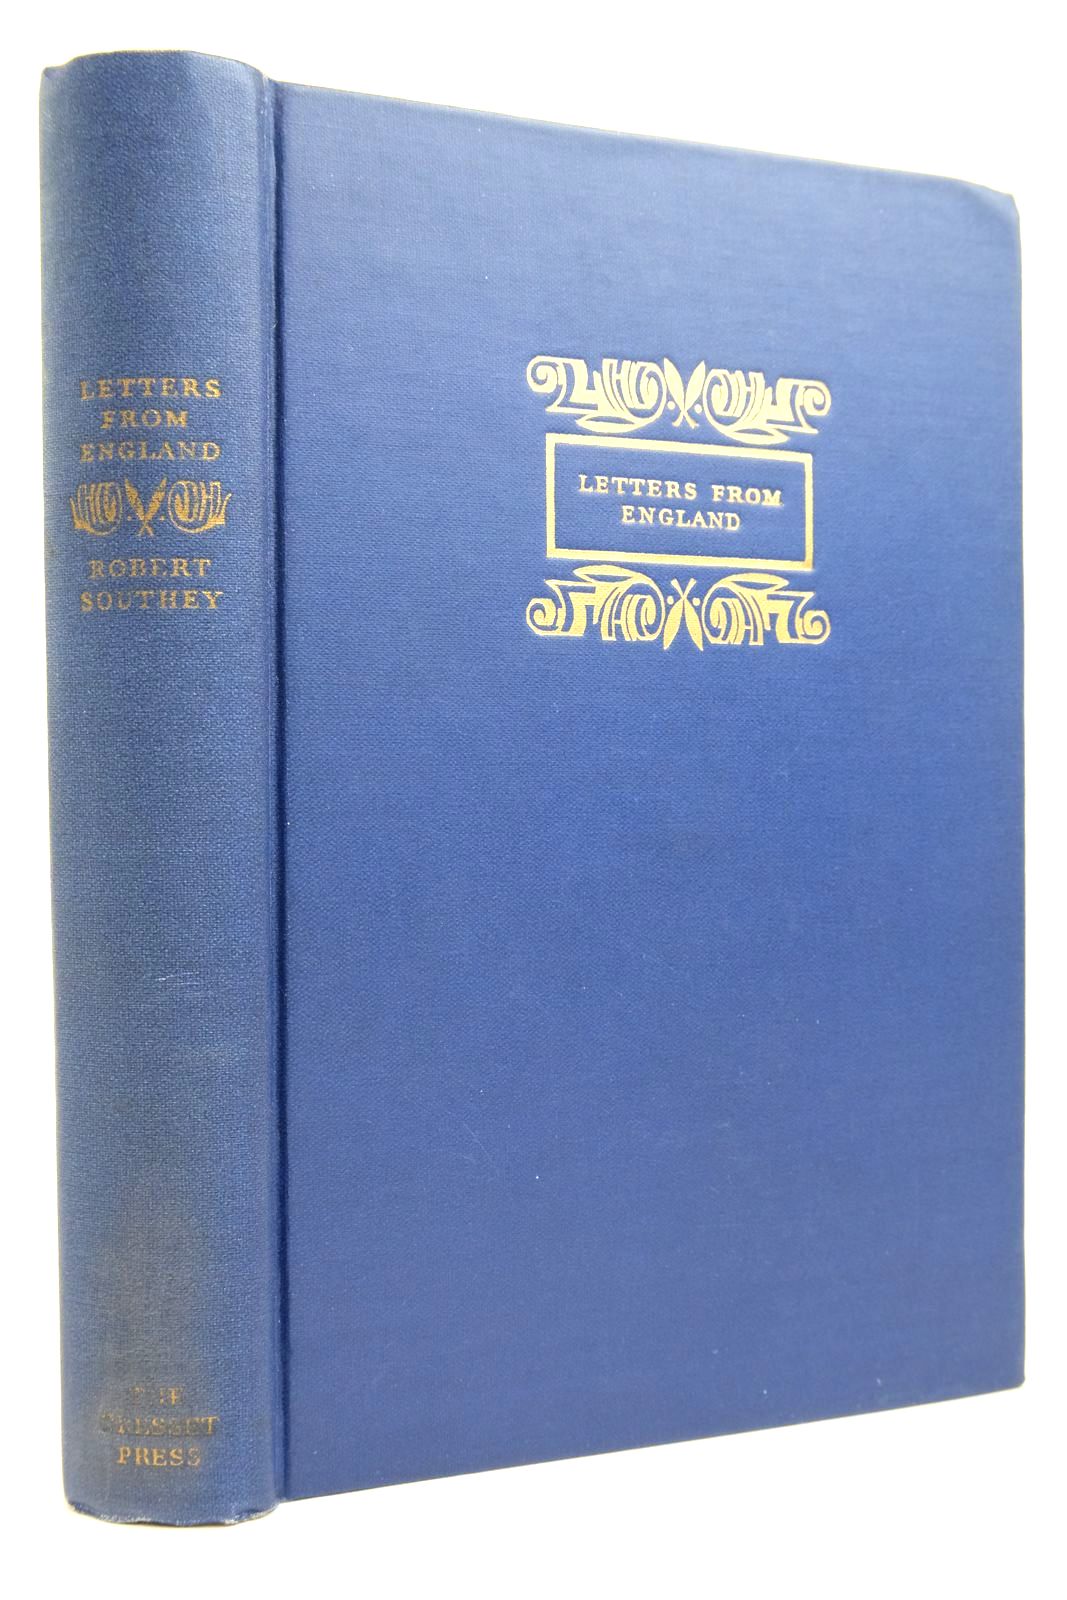 LETTERS
FROM
ENGLAND
ROBERT
SOUTHEY
THE
CRESSET
PRESS
LETTERS FROM
ENGLAND